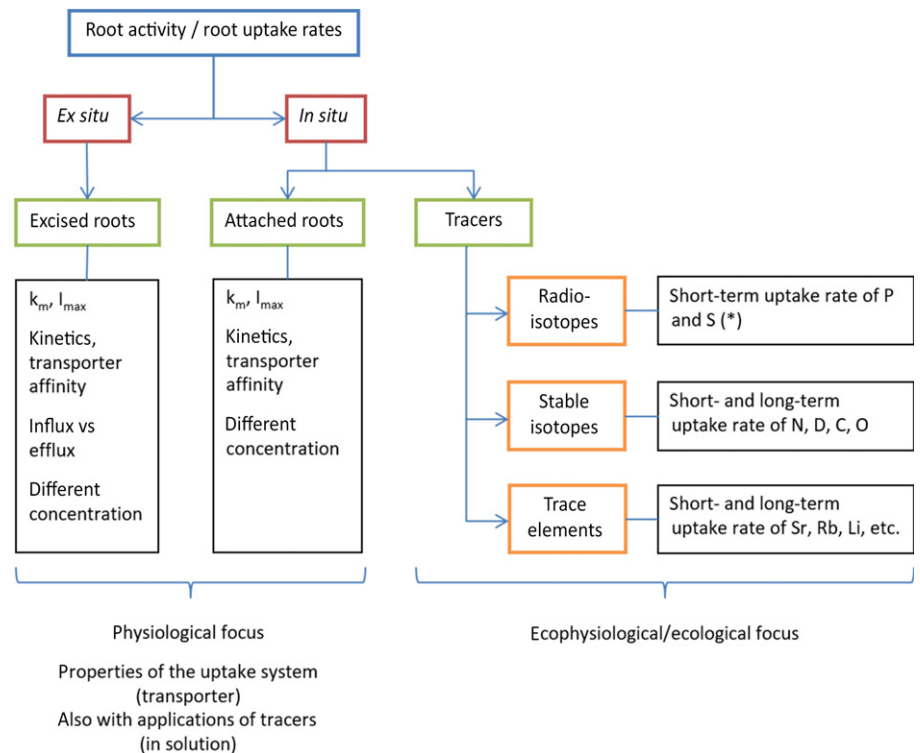 Root activity / root uptake rates
Ex situ
In situ
Excised roots
Attached roots
Tracers
km, Imax
Kinetics,
transporter
affinity
Influx vs
efflux
Different
concentration
km, Imax
Kinetics,
transporter
affinity
Different
concentration
Radio-
isotopes
Short-term uptake rate of P
and S (*)
Stable
isotopes
Short- and long-term
uptake rate of N, D, C, O
Trace
elements
Short- and long-term
uptake rate of Sr, Rb, Li, etc.
Physiological focus
Properties of the uptake system
(transporter)
Also with applications of tracers
(in solution)
Ecophysiological/ecological focus